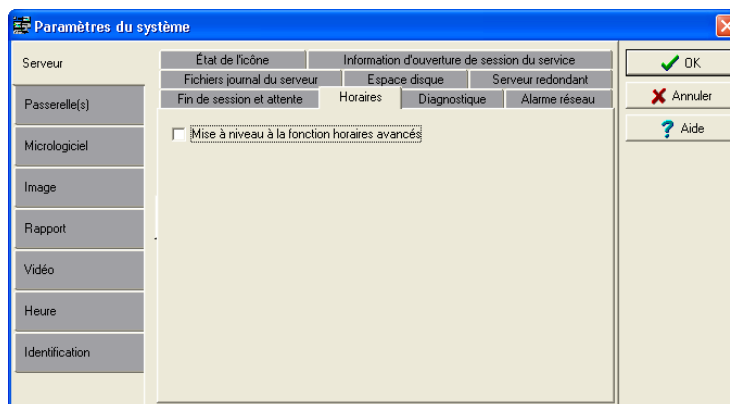 Paramètres du système
Serveur
Passerelle(s)
Micrologiciel
Image
Rapport
Vidéo
Heure
Identification
État de l'icône
Information d'ouverture de session du service
Fichiers journal du serveur
Espace disque
Serveur redondant
Fin de session et attente
Horaires
Diagnostique
Alarme réseau
Mise à niveau à la fonction horaires avancés
OK
Annuler
Aide